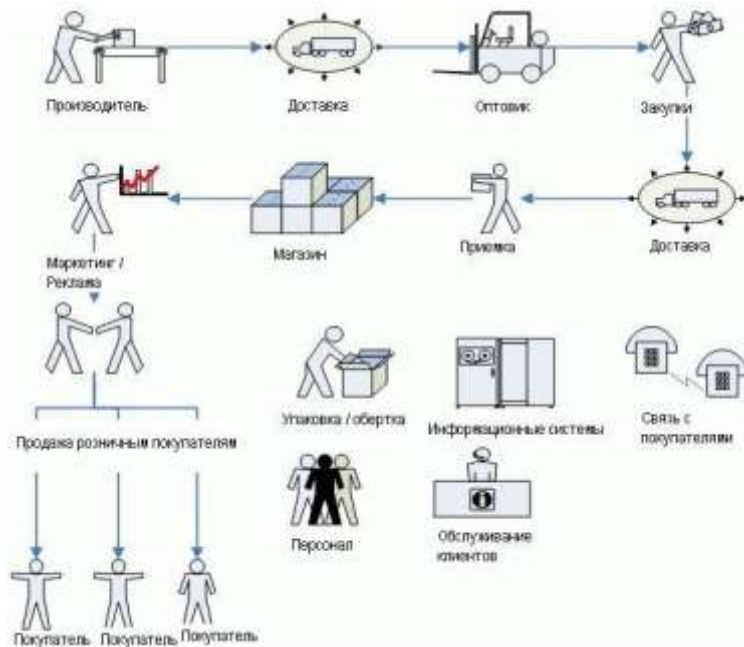 Производитель
Доставка
Оптовик
Закупки
Маркетинг /
Реклама
Магазин
Приемка
Доставка
Упаковка / обертка
Информационные системы
Связь с
покупателями
Продажа розничным покупателям
Персонал
Обслуживание
клиентов
Покупатель
Покупатель
Покупатель